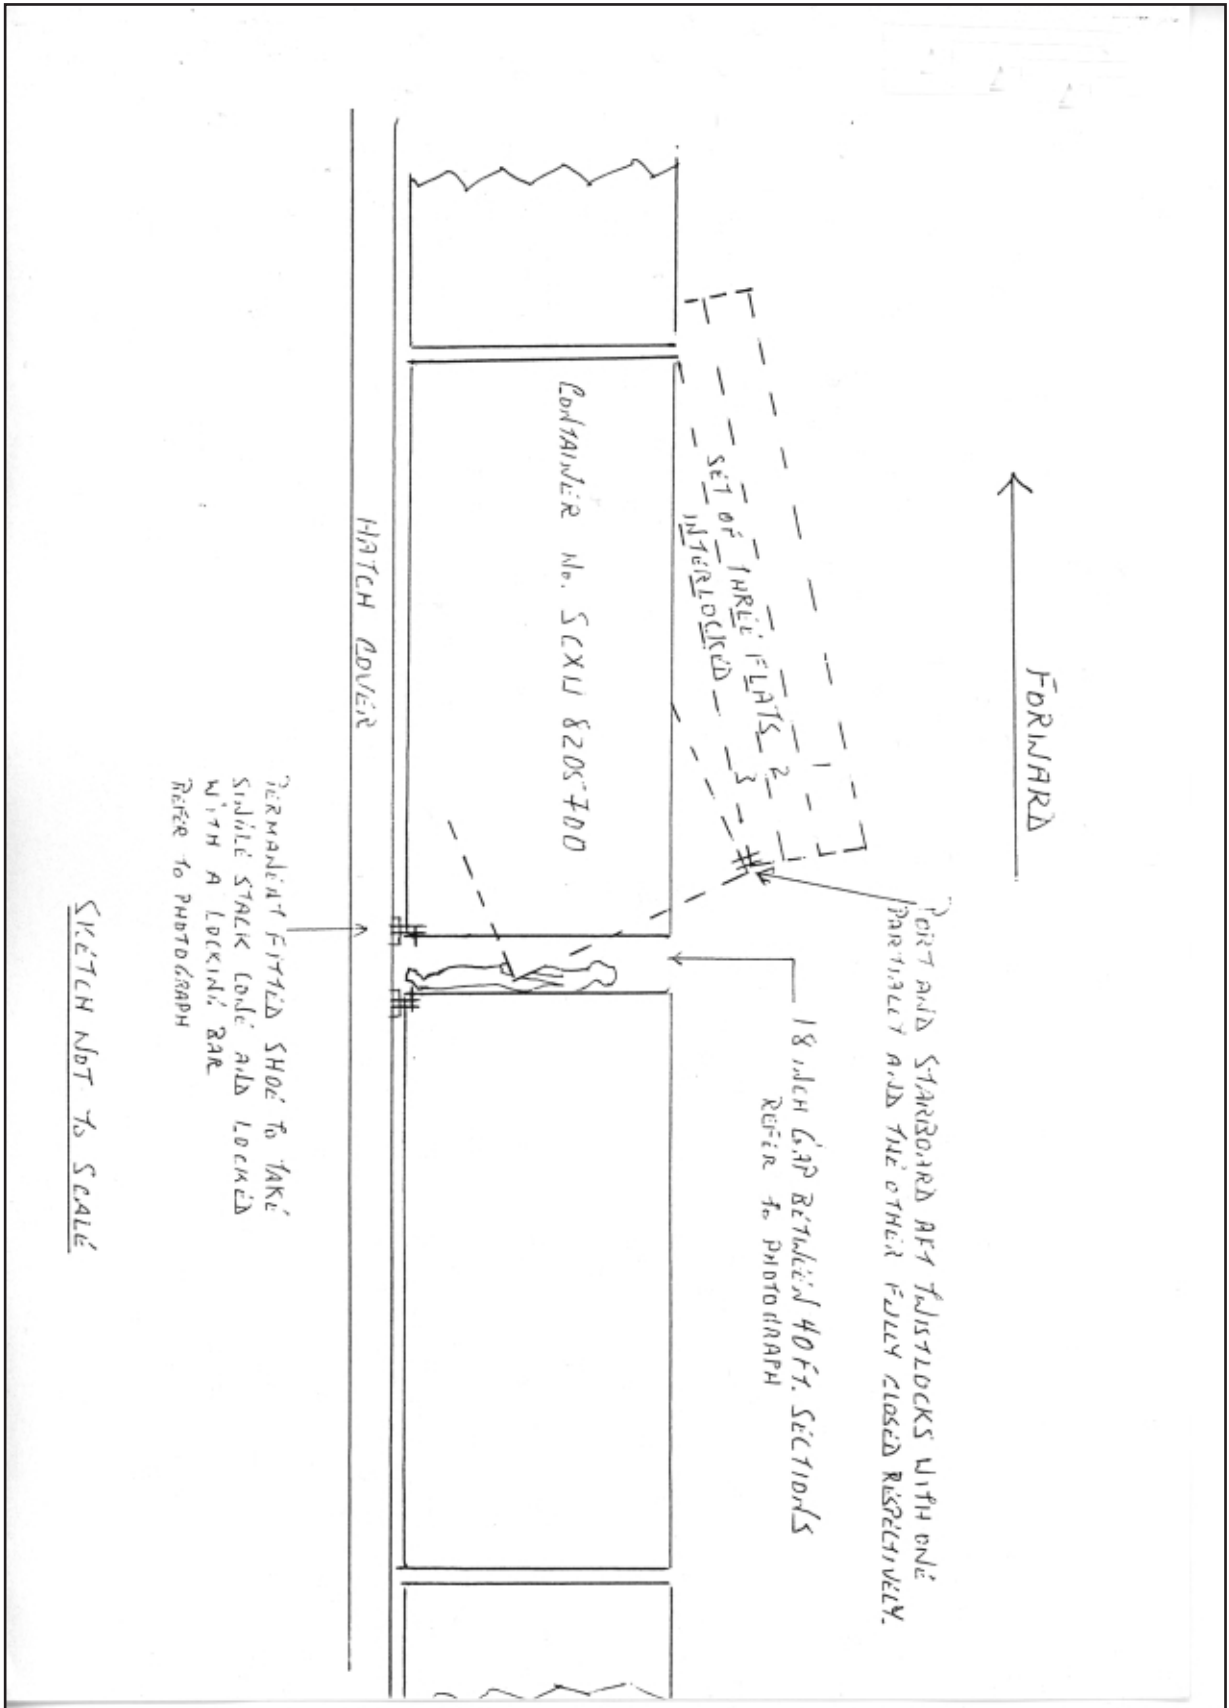 FORWARD
PORT AND STARBOARD AFT TWISTLOCKS WITH ONE
PARTIALLY AND THE OTHER FULLY CLOSED RESPECTIVELY.
1
SET OF THREE FLATS 2
INTERLOCKED 3
18 INCH GAP BETWEEN 40 FT. SECTIONS
REFER TO PHOTOGRAPH
CONTAINER No. SCXU 8205700
HATCH COVER
PERMANENT FITTED SHOE TO TAKE
SINGLE STACK CONE AND LOCKED
WITH A LOCKING BAR
REFER TO PHOTOGRAPH
SKETCH NOT TO SCALE